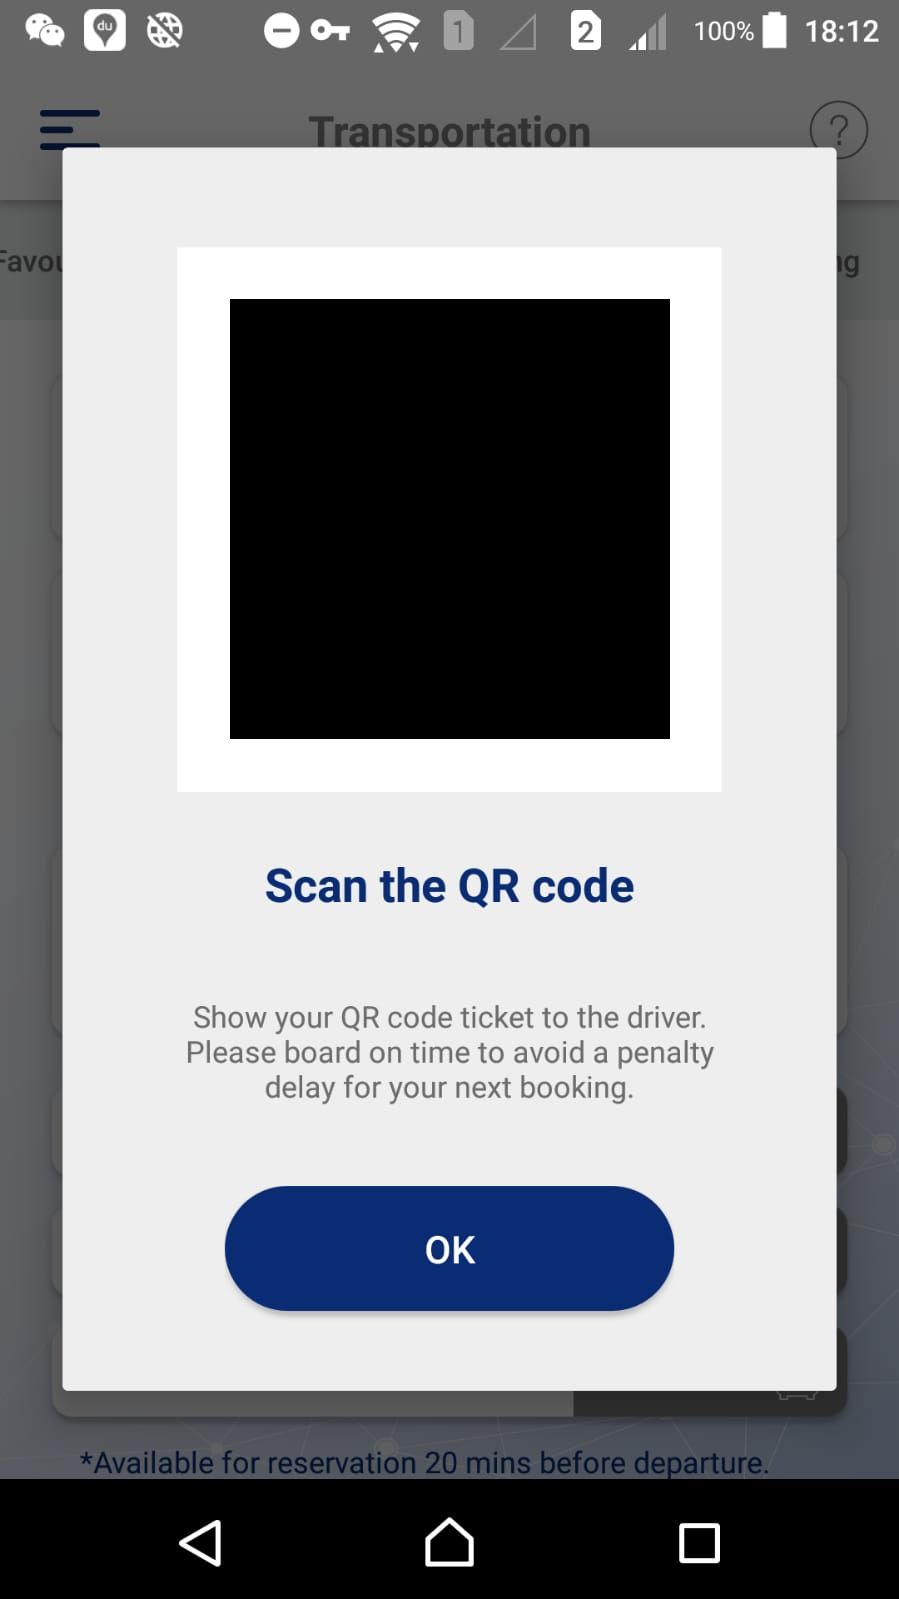 du
1
2
100%
18:12
Transportation
?
Scan the QR code
Show your QR code ticket to the driver.
Please board on time to avoid a penalty
delay for your next booking.
OK
*Available for reservation 20 mins before departure.